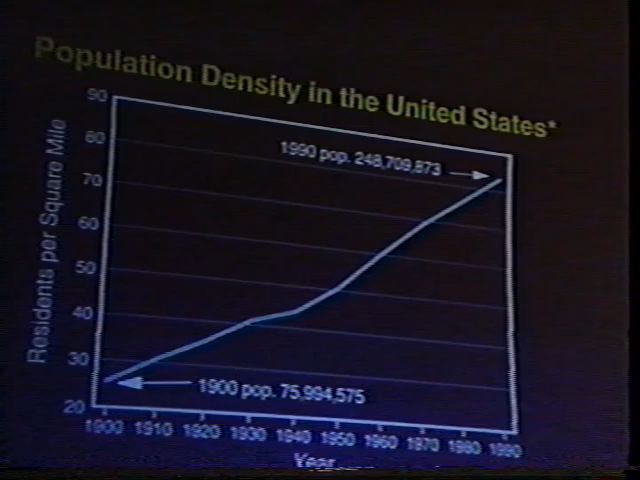 Population Density in the United States*
Residents per Square Mile
90
80
70
60
50
40
30
20
1990 pop. 248,709,873
1900 pop. 75,994,575
1900 1910 1920 1930 1940 1950 1960 1970 1980 1990
Year